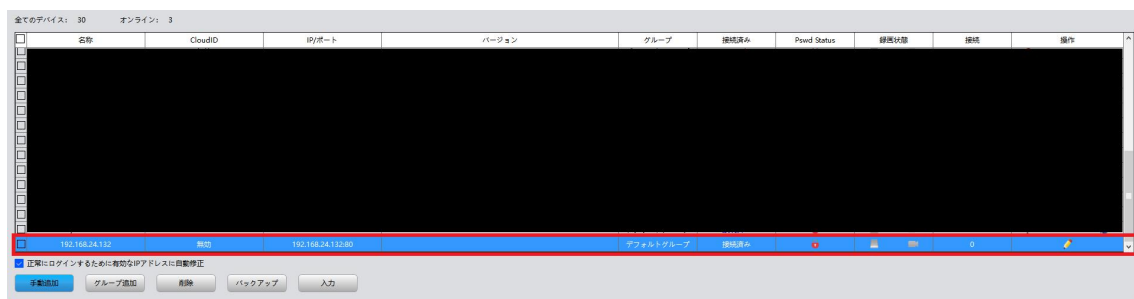 全てのデバイス: 30 オンライン: 3
名称 CloudID IP/ポート バージョン グループ 接続済み Pswd Status 録画状態 接続 操作
192.168.24.132 無効 192.168.24.132:80 デフォルトグループ 接続済み 0
正常にログインするために有効なIPアドレスに自動修正
手動追加 グループ追加 削除 バックアップ 入力